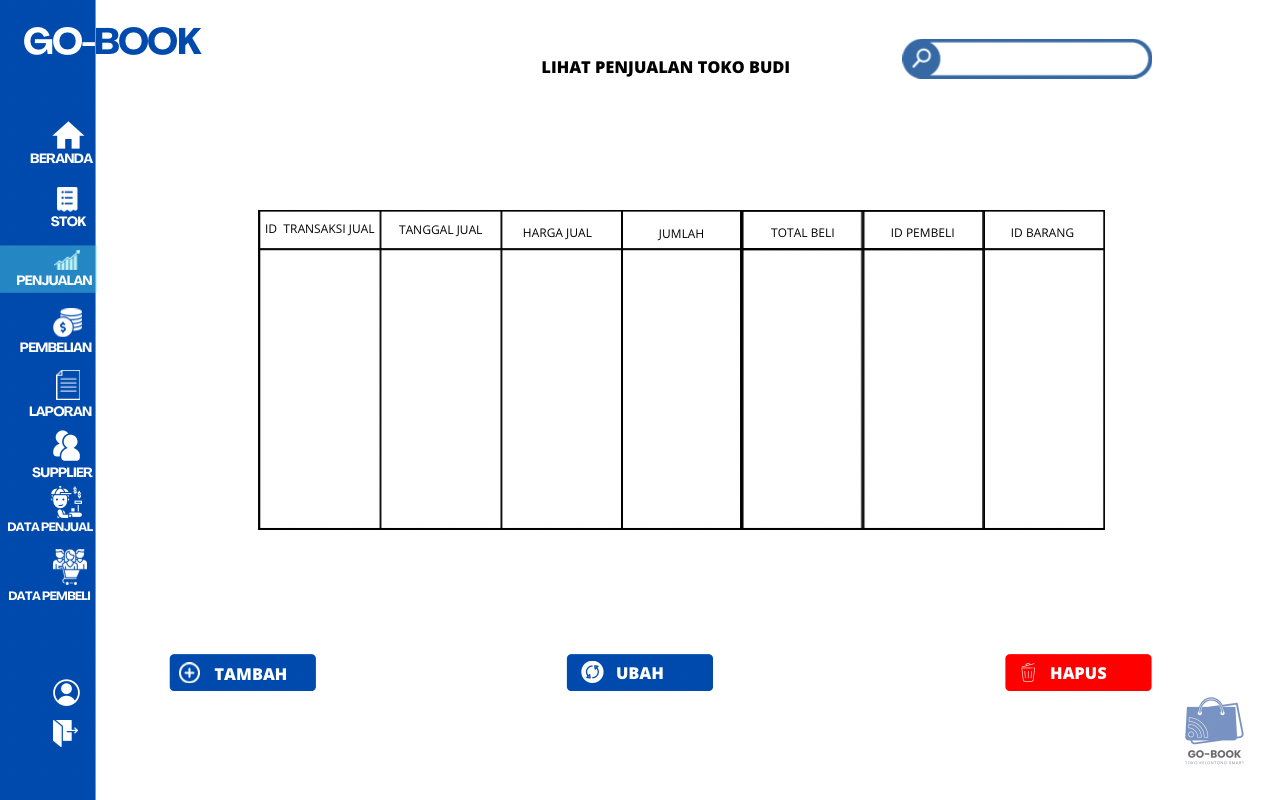 GO-BOOK
LIHAT PENJUALAN TOKO BUDI
BERANDA
STOK
PENJUALAN
PEMBELIAN
LAPORAN
SUPPLIER
DATA PENJUAL
DATA PEMBELI
ID TRANSAKSI JUAL
TANGGAL JUAL
HARGA JUAL
JUMLAH
TOTAL BELI
ID PEMBELI
ID BARANG
TAMBAH
UBAH
HAPUS
GO-BOOK
TOKO KELONTONG SMART